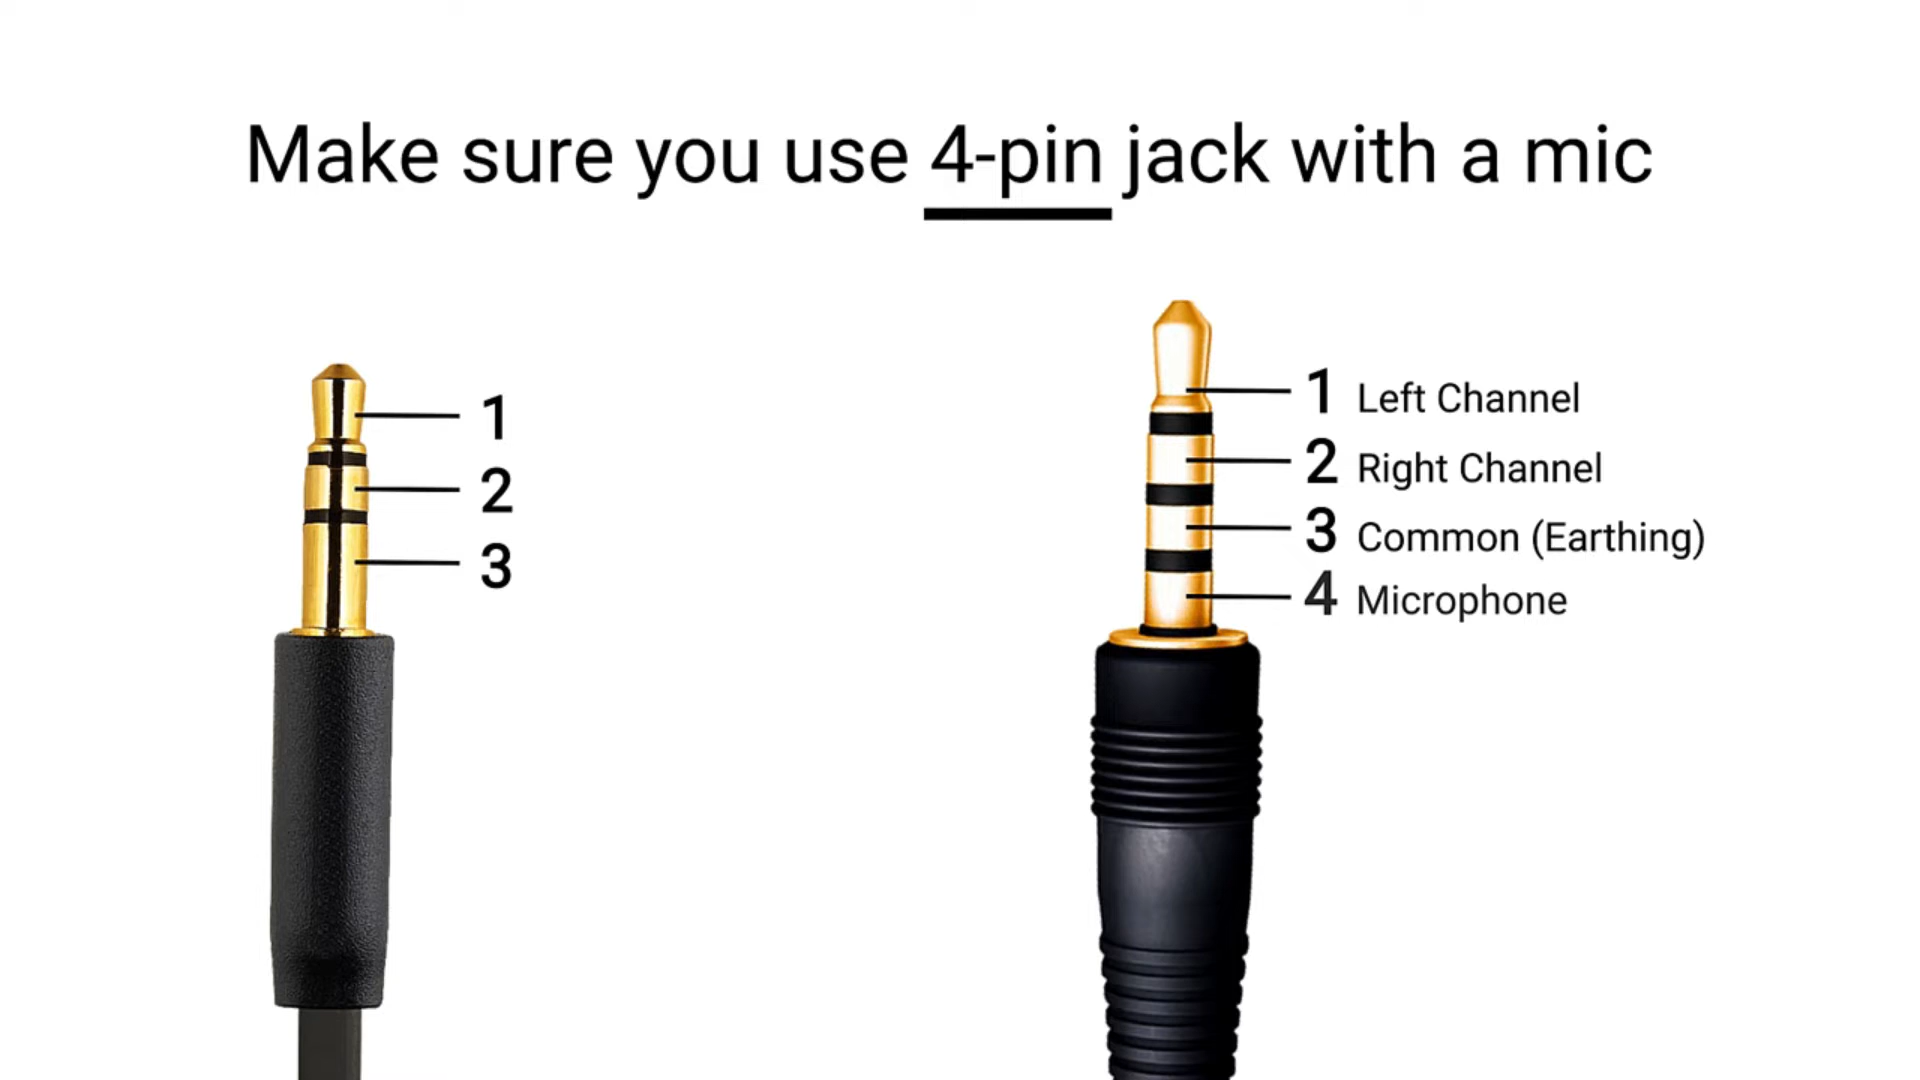 Make sure you use 4-pin jack with a mic
1
2
3
1 Left Channel
2 Right Channel
3 Common (Earthing)
4 Microphone